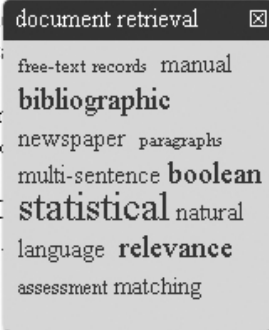 document retrieval
free-text records manual
bibliographic
newspaper paragraphs
multi-sentence boolean
statistical natural
language relevance
assessment matching